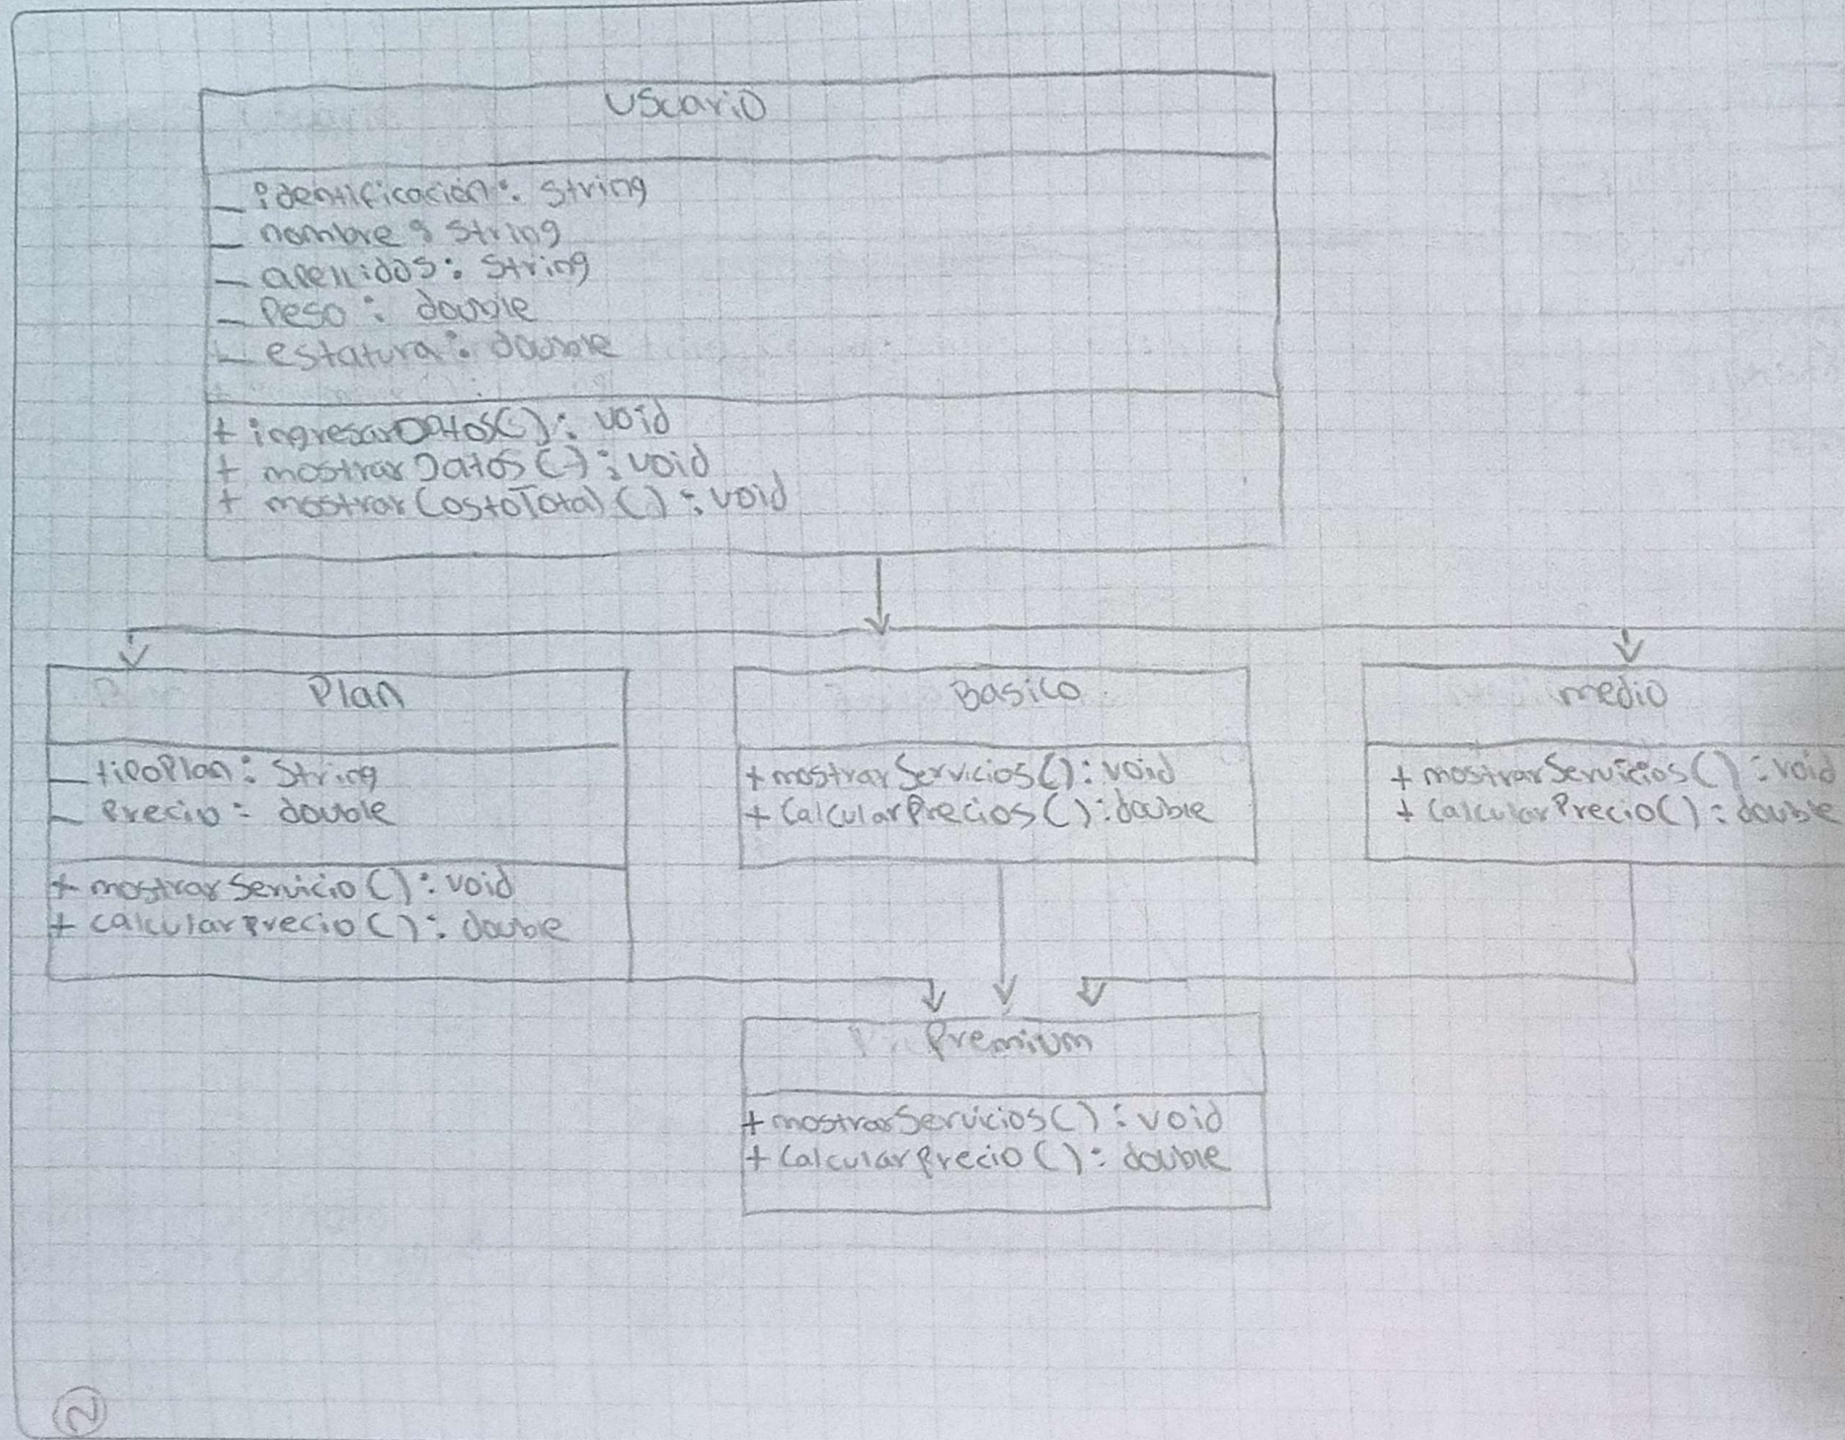 Usuario
- identificación: String
- nombre: String
- apellidos: String
- Peso: double
- estatura: double
+ ingresarDatos(): void
+ mostrarDatos(): void
+ mostrarCostoTotal(): void
Plan
- tipoPlan: String
- Precio: double
+ mostrarServicio(): void
+ calcularPrecio(): double
Basico
+ mostrarServicios(): void
+ CalcularPrecios(): double
medio
+ mostrarServicios(): void
+ CalcularPrecio(): double
Premium
+ mostrarServicios(): void
+ CalcularPrecio(): double